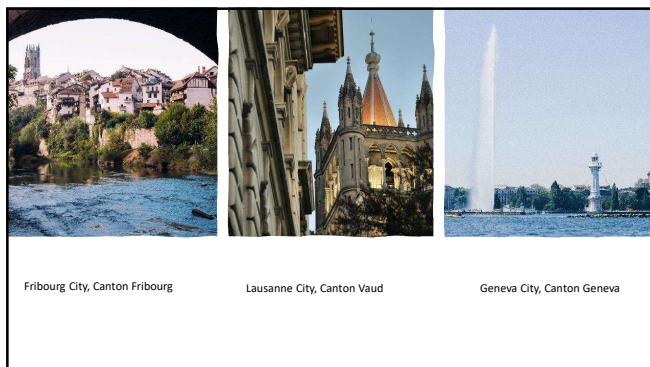 Fribourg City, Canton Fribourg
Lausanne City, Canton Vaud
Geneva City, Canton Geneva